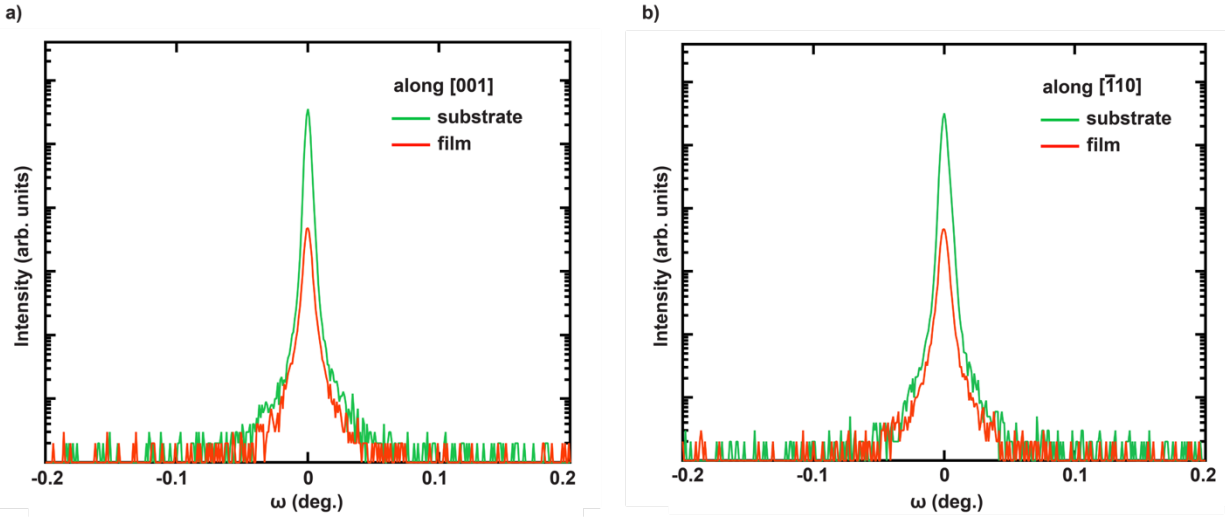 a)
along [001]
substrate
film
Intensity (arb. units)
-0.2 -0.1 0 0.1 0.2
ω (deg.)
b)
along [1̅10]
substrate
film
Intensity (arb. units)
-0.2 -0.1 0 0.1 0.2
ω (deg.)